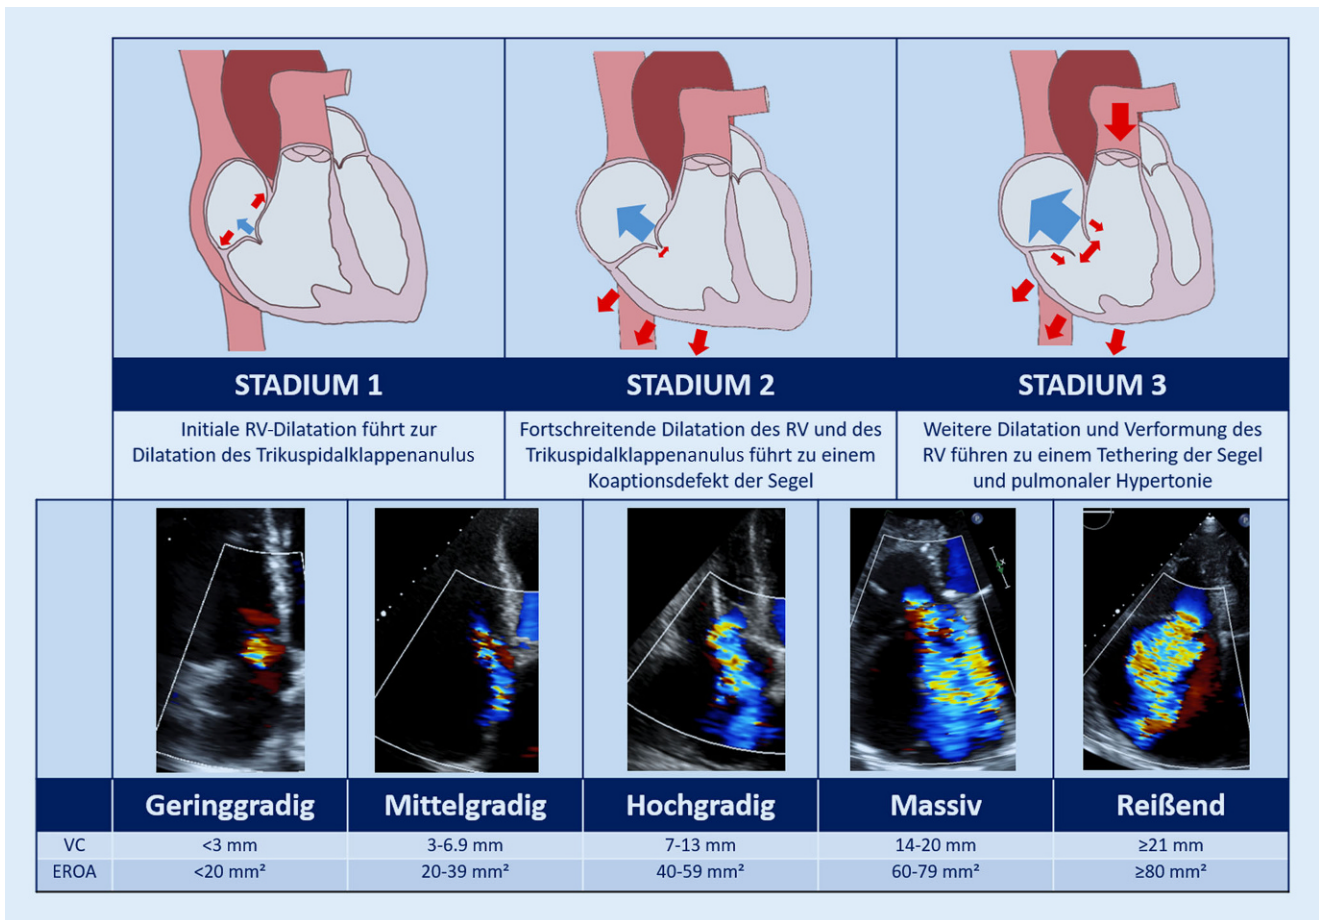 STADIUM 1
STADIUM 2
STADIUM 3
Initiale RV-Dilatation führt zur
Dilatation des Trikuspidalklappenanulus
Fortschreitende Dilatation des RV und des
Trikuspidalklappenanulus führt zu einem
Koaptionsdefekt der Segel
Weitere Dilatation und Verformung des
RV führen zu einem Tethering der Segel
und pulmonaler Hypertonie
Geringgradig
Mittelgradig
Hochgradig
Massiv
Reißend
VC
<3 mm
3-6.9 mm
7-13 mm
14-20 mm
≥21 mm
EROA
<20 mm²
20-39 mm²
40-59 mm²
60-79 mm²
≥80 mm²